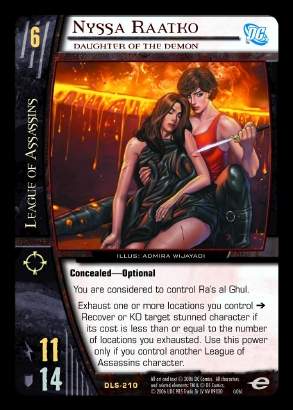 6
Nyssa Raatko
DAUGHTER OF THE DEMON
DC
League of Assassins
ILLUS: ADMIRA WIJAYADI
Concealed—Optional
You are considered to control Ra's al Ghul.
Exhaust one or more locations you control ➔
Recover or KO target stunned character if
its cost is less than or equal to the number
of locations you exhausted. Use this power
only if you control another League of
Assassins character.
11
14
DLS-210